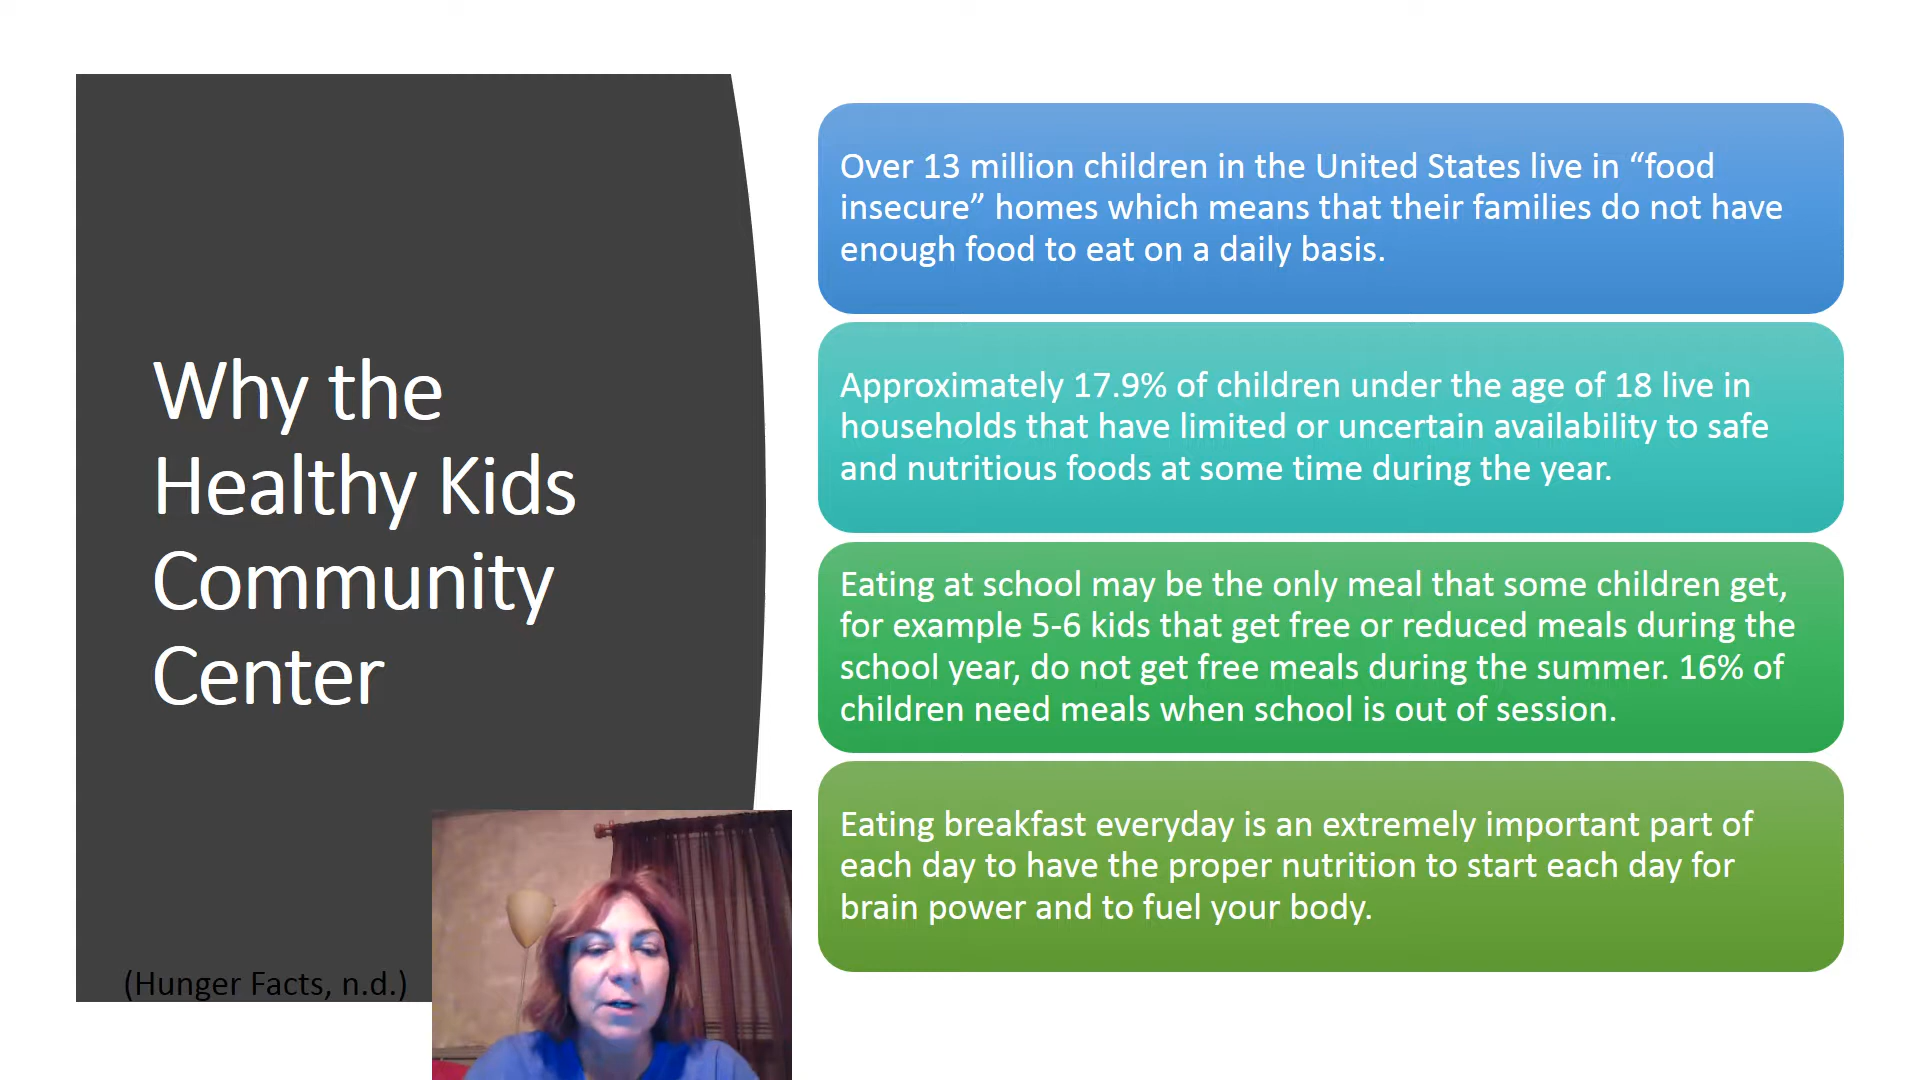 Why the
Healthy Kids
Community
Center
(Hunger Facts, n.d.)
Over 13 million children in the United States live in “food
insecure” homes which means that their families do not have
enough food to eat on a daily basis.
Approximately 17.9% of children under the age of 18 live in
households that have limited or uncertain availability to safe
and nutritious foods at some time during the year.
Eating at school may be the only meal that some children get,
for example 5-6 kids that get free or reduced meals during the
school year, do not get free meals during the summer. 16% of
children need meals when school is out of session.
Eating breakfast everyday is an extremely important part of
each day to have the proper nutrition to start each day for
brain power and to fuel your body.